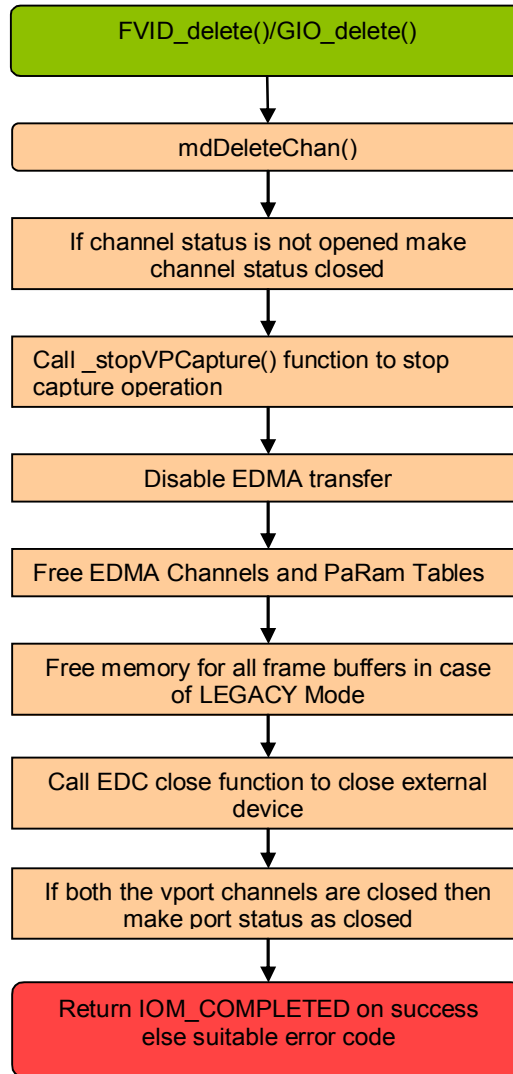 FVID_delete()/GIO_delete()
mdDeleteChan()
If channel status is not opened make
channel status closed
Call _stopVPCapture() function to stop
capture operation
Disable EDMA transfer
Free EDMA Channels and PaRam Tables
Free memory for all frame buffers in case
of LEGACY Mode
Call EDC close function to close external
device
If both the vport channels are closed then
make port status as closed
Return IOM_COMPLETED on success
else suitable error code